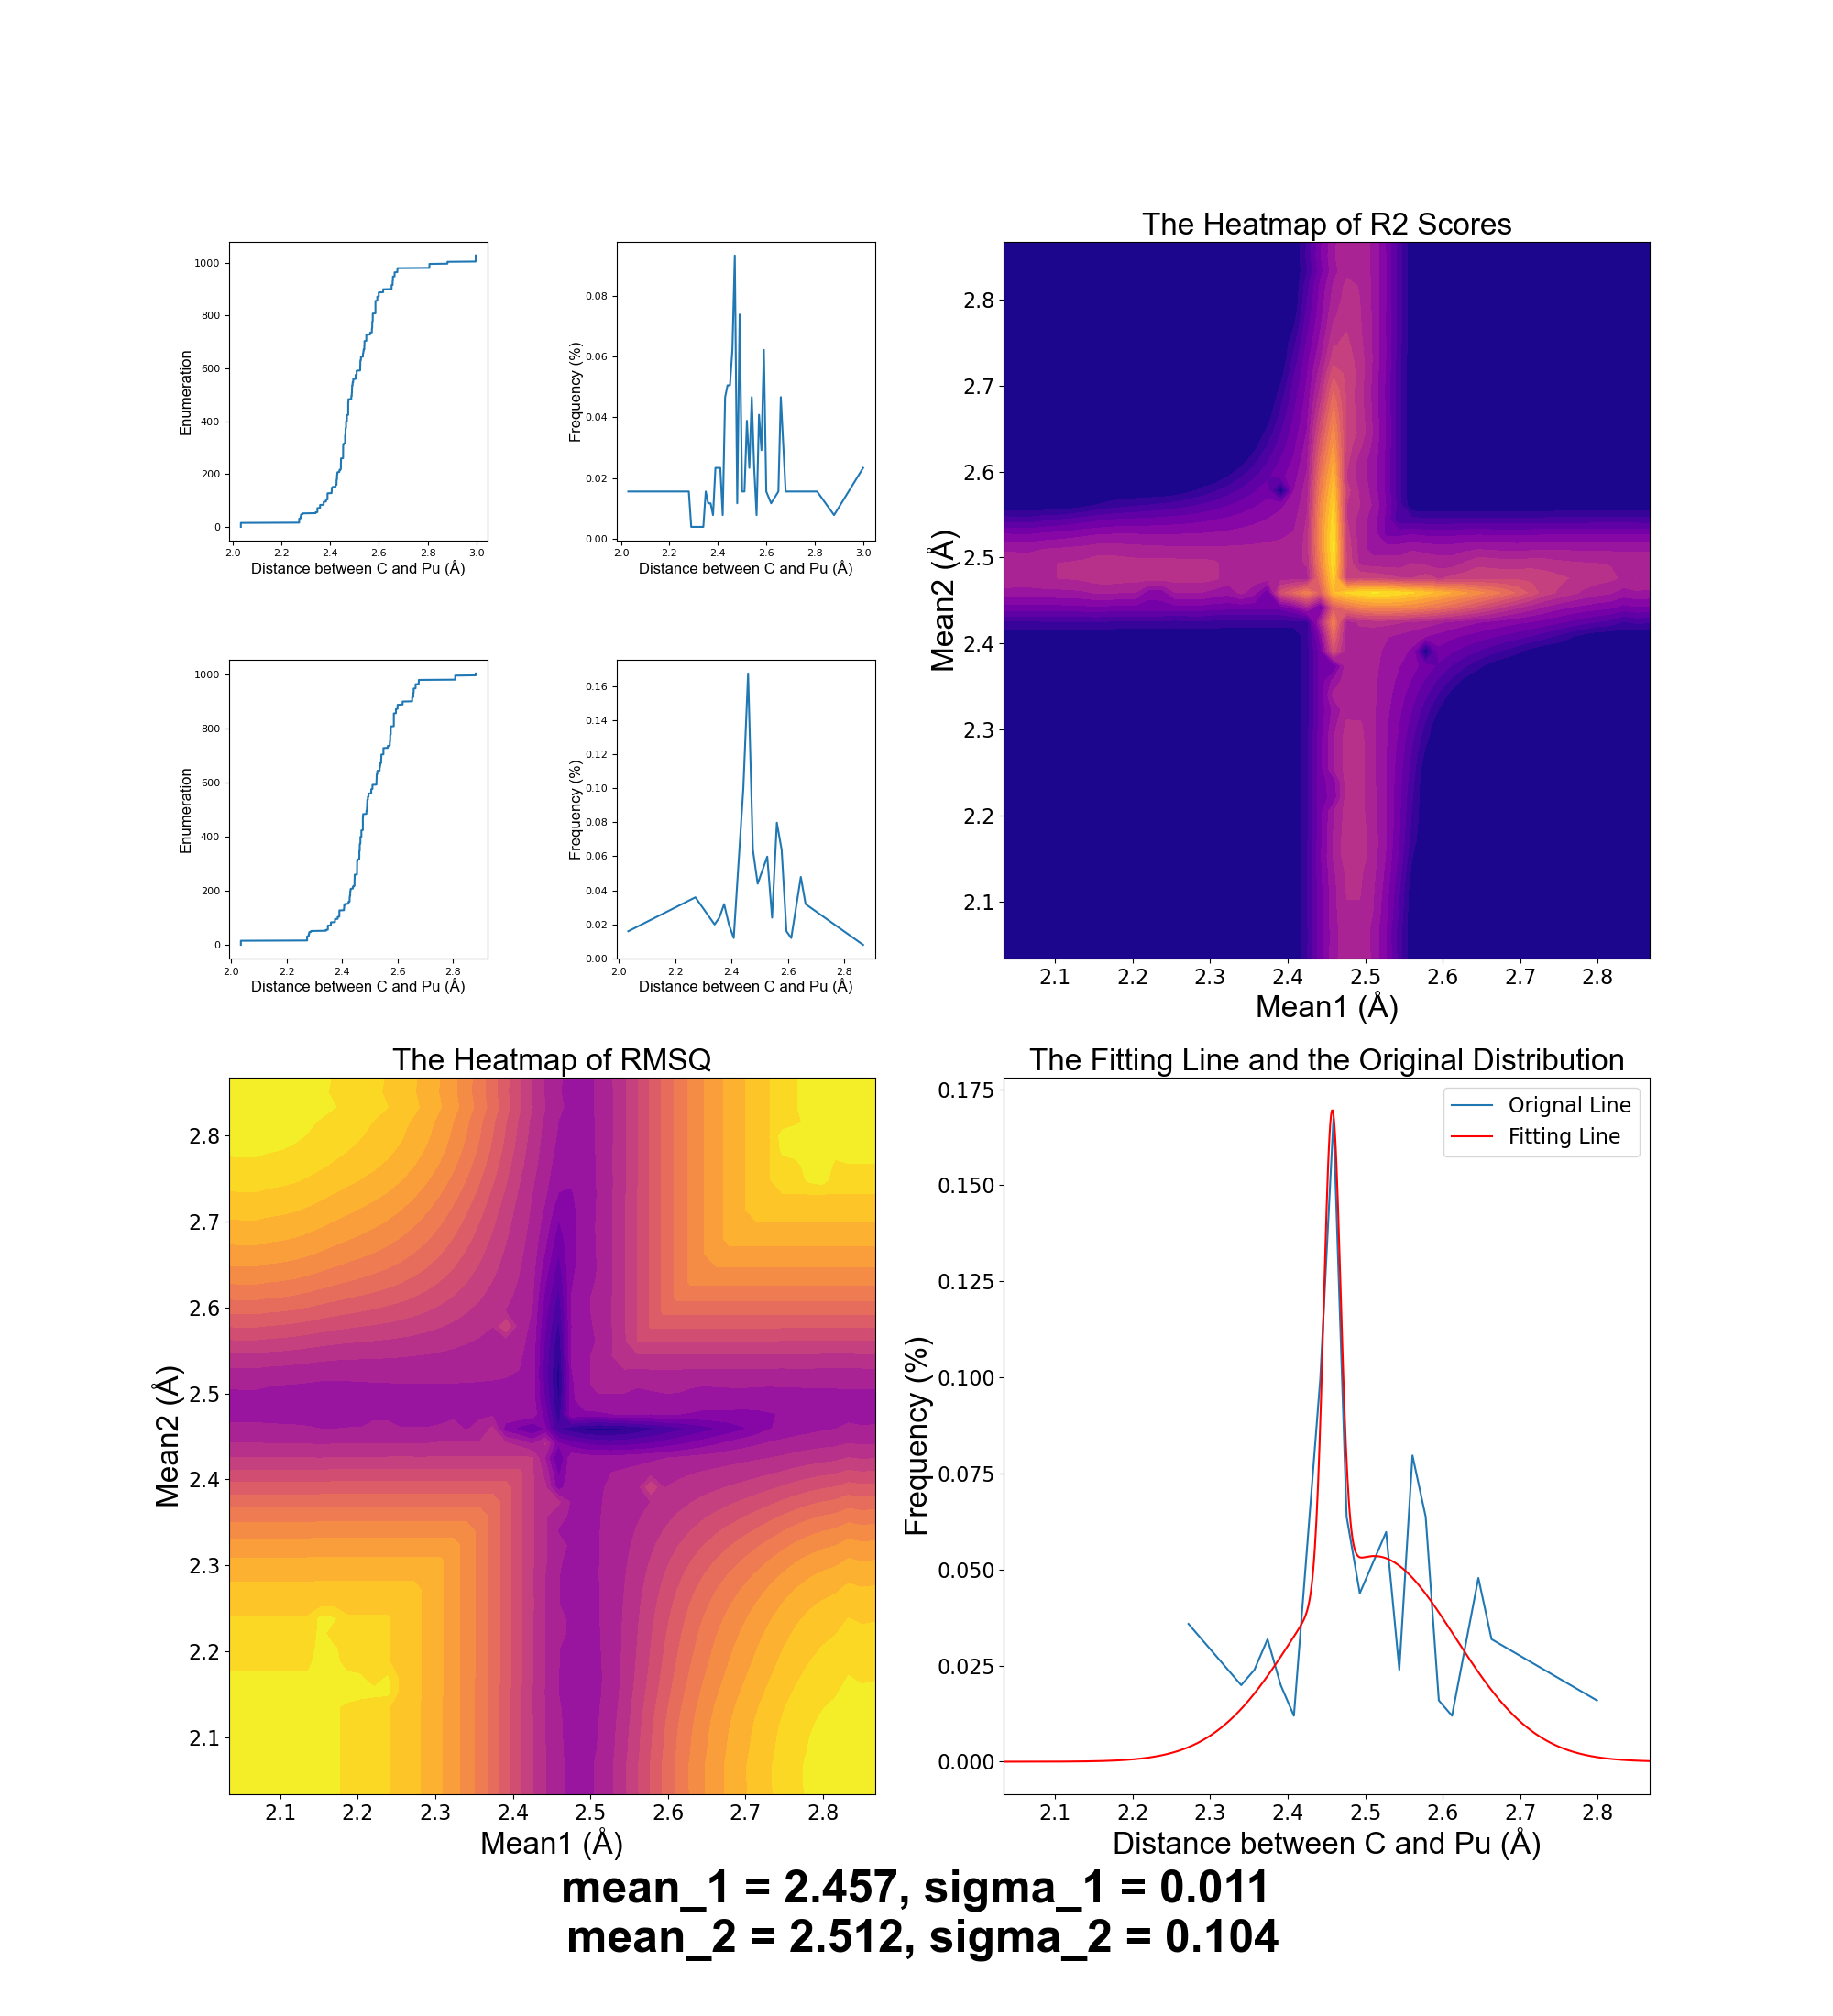 The Heatmap of R2 Scores
1000
800
600
400
200
0
Enumeration
2.0 2.2 2.4 2.6 2.8 3.0
Distance between C and Pu (Å)
0.08
0.06
0.04
0.02
0.00
Frequency (%)
2.0 2.2 2.4 2.6 2.8 3.0
Distance between C and Pu (Å)
2.8
2.7
2.6
2.5
2.4
2.3
2.2
2.1
Mean2 (Å)
2.1 2.2 2.3 2.4 2.5 2.6 2.7 2.8
Mean1 (Å)
1000
800
600
400
200
0
Enumeration
2.0 2.2 2.4 2.6 2.8
Distance between C and Pu (Å)
0.16
0.14
0.12
0.10
0.08
0.06
0.04
0.02
0.00
Frequency (%)
2.0 2.2 2.4 2.6 2.8
Distance between C and Pu (Å)
The Heatmap of RMSQ
2.8
2.7
2.6
2.5
2.4
2.3
2.2
2.1
Mean2 (Å)
2.1 2.2 2.3 2.4 2.5 2.6 2.7 2.8
Mean1 (Å)
The Fitting Line and the Original Distribution
0.175
0.150
0.125
0.100
0.075
0.050
0.025
0.000
Frequency (%)
Orignal Line
Fitting Line
2.1 2.2 2.3 2.4 2.5 2.6 2.7 2.8
Distance between C and Pu (Å)
mean_1 = 2.457, sigma_1 = 0.011
mean_2 = 2.512, sigma_2 = 0.104